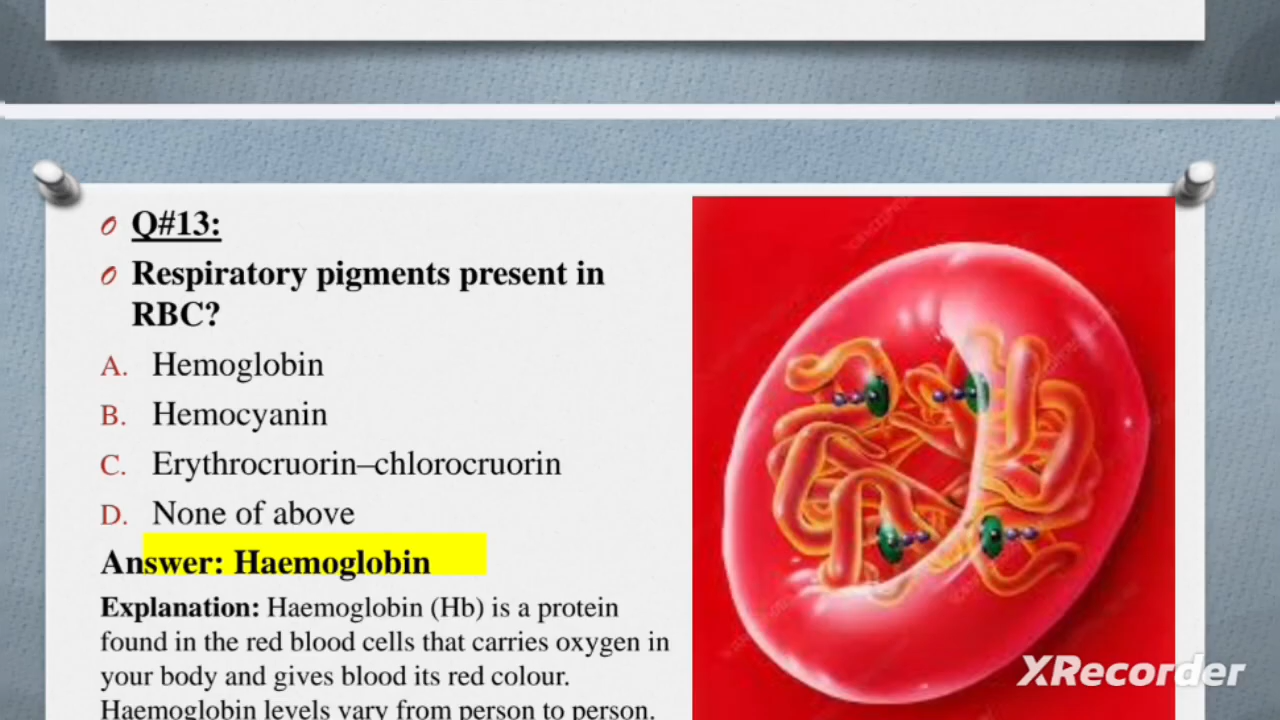 Q#13:
Respiratory pigments present in
RBC?
A. Hemoglobin
B. Hemocyanin
C. Erythrocruorin–chlorocruorin
D. None of above
Answer: Haemoglobin
Explanation: Haemoglobin (Hb) is a protein
found in the red blood cells that carries oxygen in
your body and gives blood its red colour.
Haemoglobin levels vary from person to person.
XRecorder